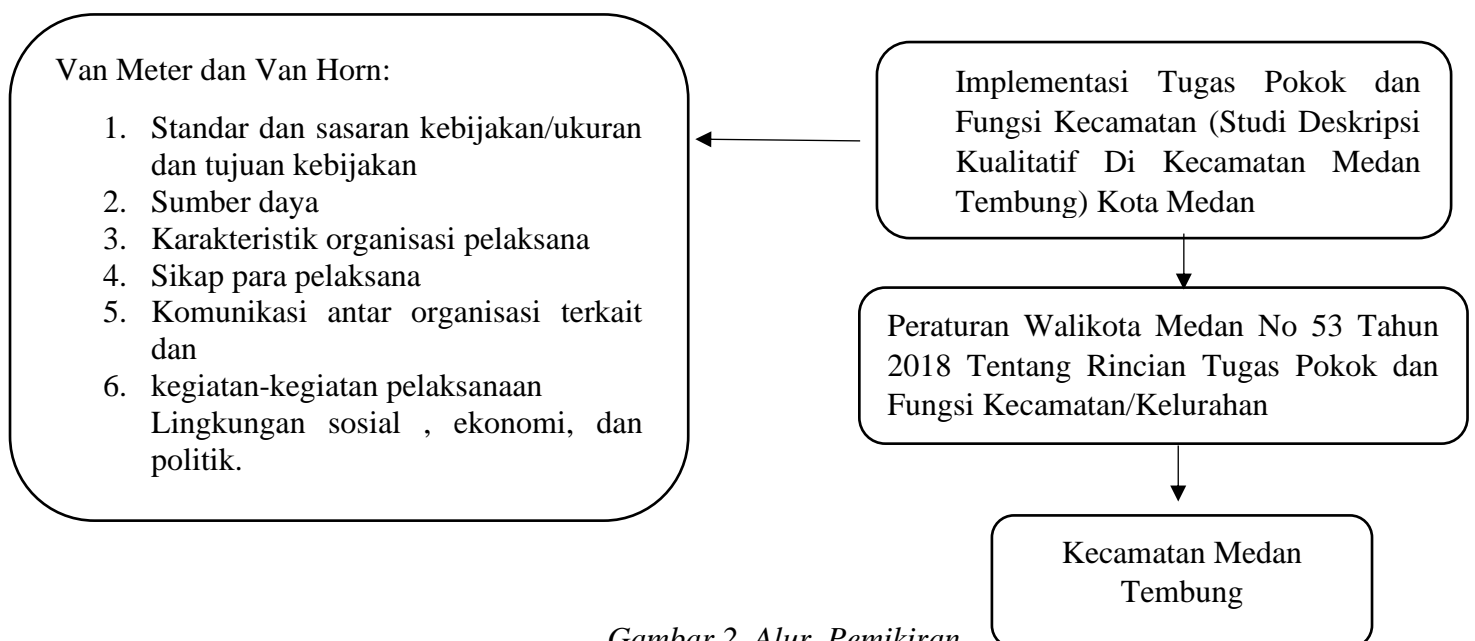 Van Meter dan Van Horn:
1. Standar dan sasaran kebijakan/ukuran
dan tujuan kebijakan
2. Sumber daya
3. Karakteristik organisasi pelaksana
4. Sikap para pelaksana
5. Komunikasi antar organisasi terkait
dan
6. kegiatan-kegiatan pelaksanaan
Lingkungan sosial , ekonomi, dan
politik.
Implementasi Tugas Pokok dan
Fungsi Kecamatan (Studi Deskripsi
Kualitatif Di Kecamatan Medan
Tembung) Kota Medan
Peraturan Walikota Medan No 53 Tahun
2018 Tentang Rincian Tugas Pokok dan
Fungsi Kecamatan/Kelurahan
Kecamatan Medan
Tembung
Gambar 2. Alur Pemikiran